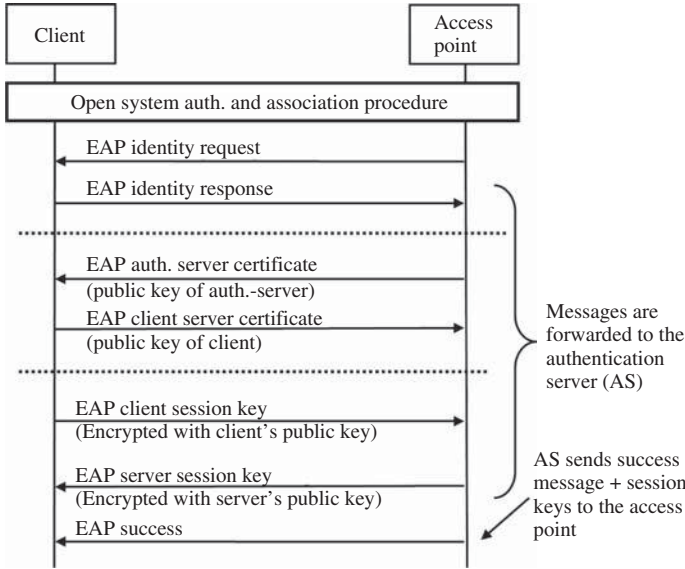 Client
Access
point
Open system auth. and association procedure
EAP identity request
EAP identity response
EAP auth. server certificate
(public key of auth.-server)
EAP client server certificate
(public key of client)
Messages are
forwarded to the
authentication
server (AS)
EAP client session key
(Encrypted with client's public key)
EAP server session key
(Encrypted with server's public key)
EAP success
AS sends success
message + session
keys to the access
point